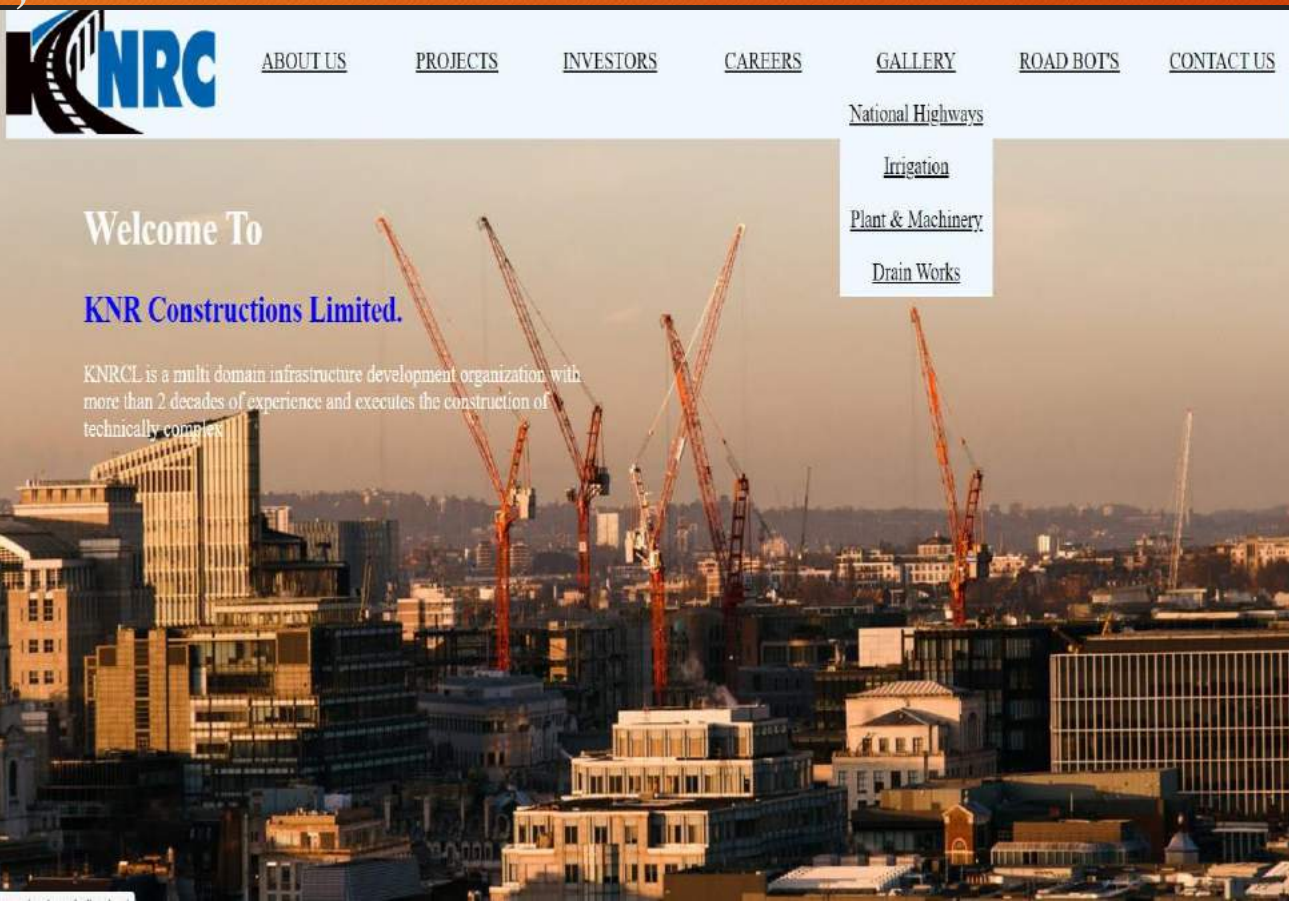 KNRC
ABOUT US
PROJECTS
INVESTORS
CAREERS
GALLERY
ROAD BOT'S
CONTACT US
National Highways
Irrigation
Plant & Machinery
Drain Works
Welcome To
KNR Constructions Limited.
KNRCL is a multi domain infrastructure development organization with
more than 2 decades of experience and executes the construction of
technically complex